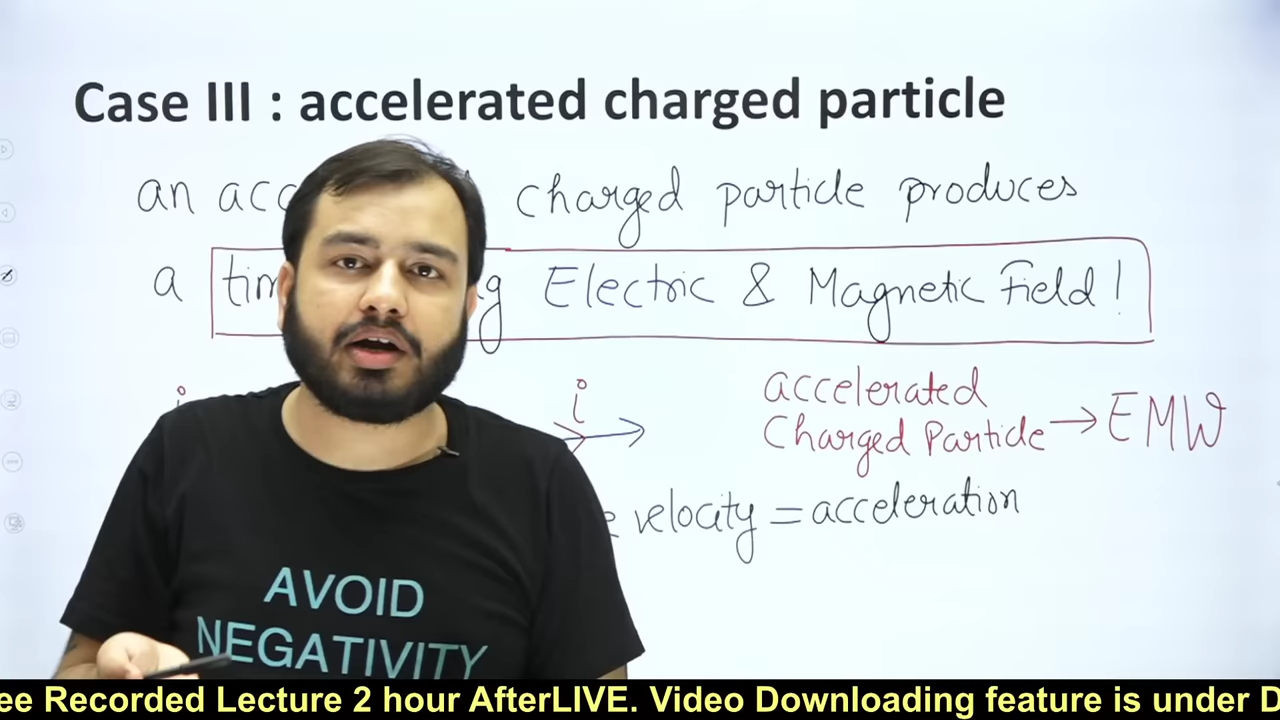 Case III : accelerated charged particle
an acc charged particle produces
a tim g Electric & Magnetic Field !
i i
accelerated
Charged Particle → EMW
velocity = acceleration
AVOID
NEGATIVITY
ee Recorded Lecture 2 hour AfterLIVE. Video Downloading feature is under D